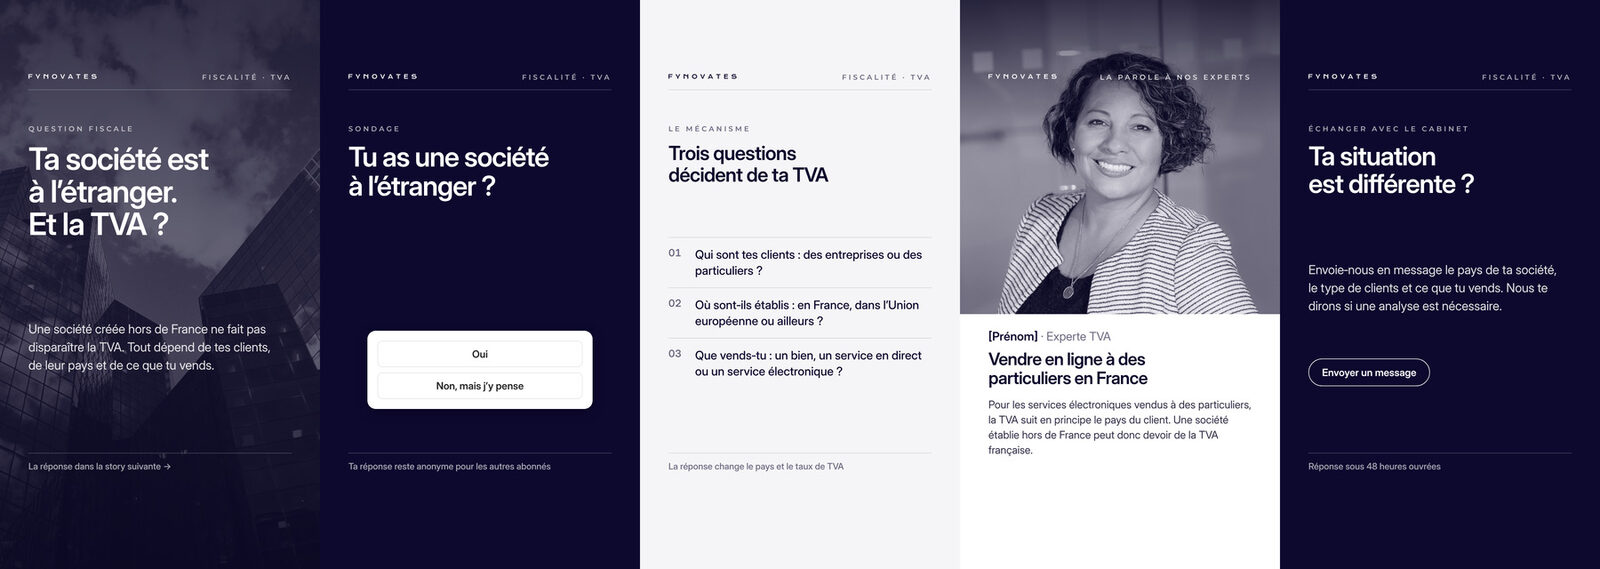 FYNOVATES
FISCALITÉ · TVA
QUESTION FISCALE
Ta société est
à l’étranger.
Et la TVA ?
Une société créée hors de France ne fait pas
disparaître la TVA. Tout dépend de tes clients,
de leur pays et de ce que tu vends.
La réponse dans la story suivante →
FYNOVATES
FISCALITÉ · TVA
SONDAGE
Tu as une société
à l’étranger ?
Oui
Non, mais j’y pense
Ta réponse reste anonyme pour les autres abonnés
FYNOVATES
FISCALITÉ · TVA
LE MÉCANISME
Trois questions
décident de ta TVA
01 Qui sont tes clients : des entreprises ou des
particuliers ?
02 Où sont-ils établis : en France, dans l’Union
européenne ou ailleurs ?
03 Que vends-tu : un bien, un service en direct
ou un service électronique ?
La réponse change le pays et le taux de TVA
FYNOVATES
LA PAROLE À NOS EXPERTS
[Prénom] · Experte TVA
Vendre en ligne à des
particuliers en France
Pour les services électroniques vendus à des particuliers,
la TVA suit en principe le pays du client. Une société
établie hors de France peut donc devoir de la TVA
française.
FYNOVATES
FISCALITÉ · TVA
ÉCHANGER AVEC LE CABINET
Ta situation
est différente ?
Envoie-nous en message le pays de ta société,
le type de clients et ce que tu vends. Nous te
dirons si une analyse est nécessaire.
Envoyer un message
Réponse sous 48 heures ouvrées